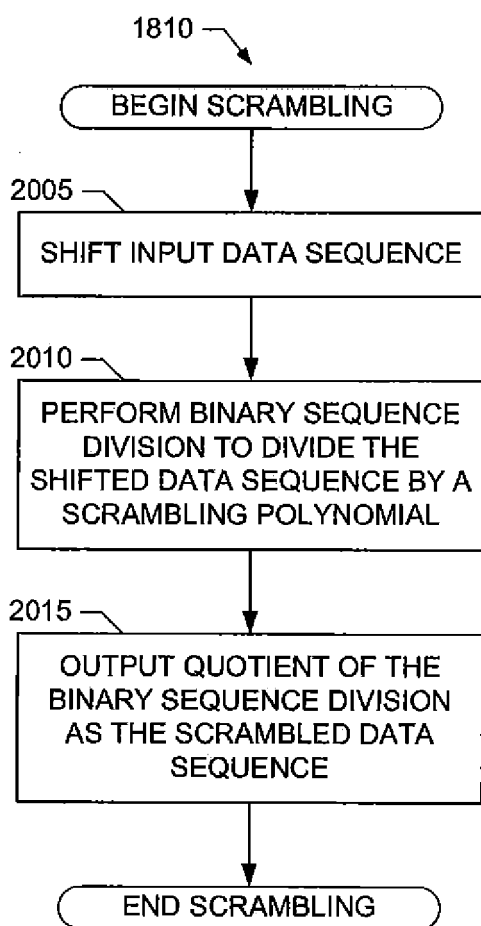 1810
BEGIN SCRAMBLING
2005
SHIFT INPUT DATA SEQUENCE
2010
PERFORM BINARY SEQUENCE
DIVISION TO DIVIDE THE
SHIFTED DATA SEQUENCE BY A
SCRAMBLING POLYNOMIAL
2015
OUTPUT QUOTIENT OF THE
BINARY SEQUENCE DIVISION
AS THE SCRAMBLED DATA
SEQUENCE
END SCRAMBLING